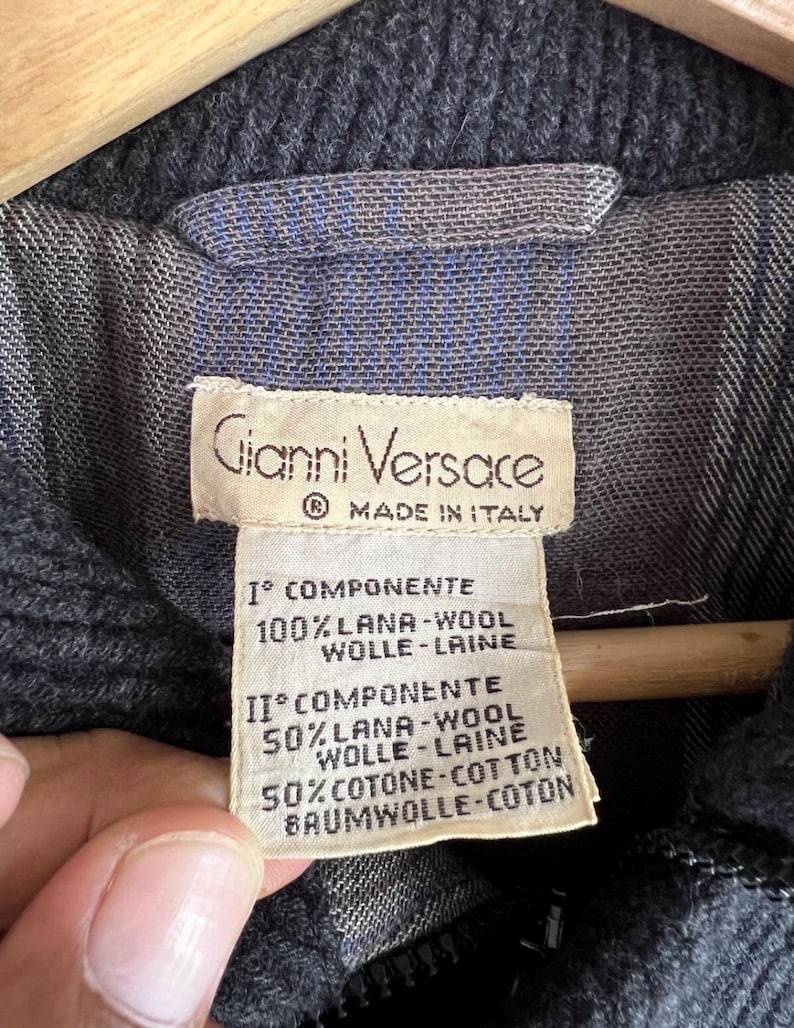 Gianni Versace
® MADE IN ITALY
I° COMPONENTE
100% LANA-WOOL
WOLLE-LAINE
II° COMPONENTE
50% LANA-WOOL
WOLLE-LAINE
50% COTONE-COTTON
BAUMWOLLE-COTON